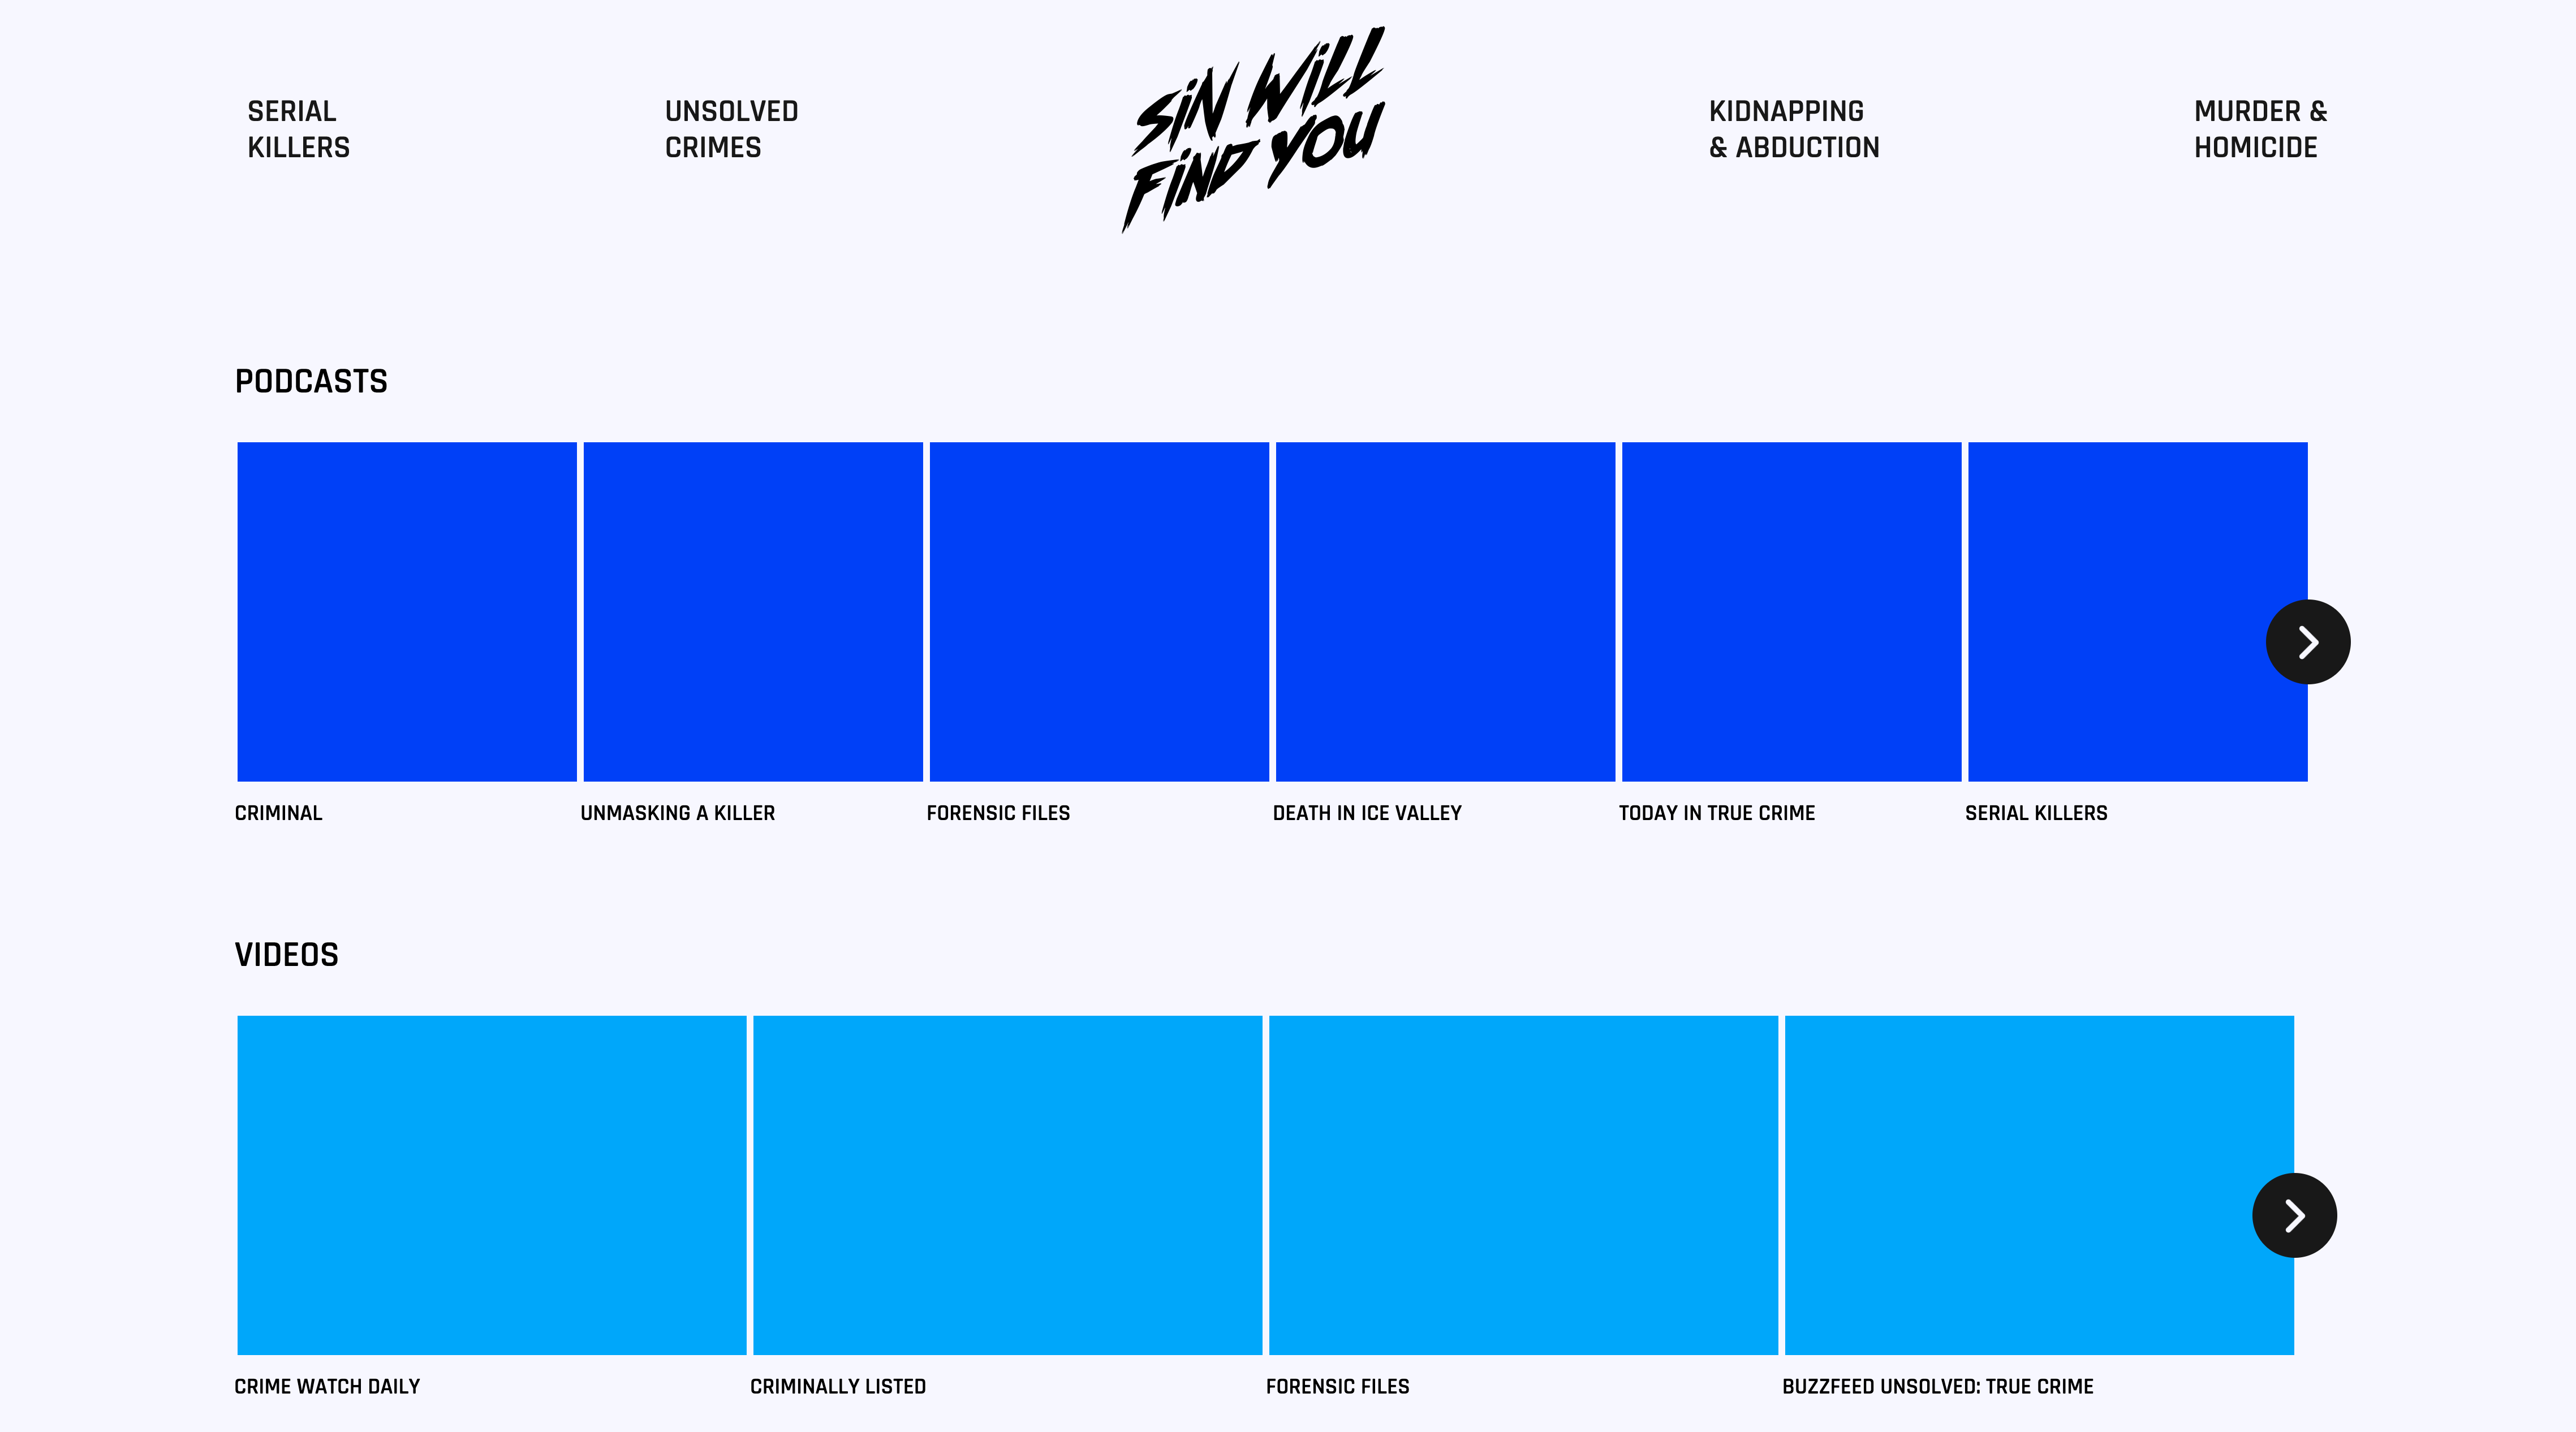 SERIAL
KILLERS
UNSOLVED
CRIMES
SiN WiLL
FiND YOU
KIDNAPPING
& ABDUCTION
MURDER &
HOMICIDE
PODCASTS
CRIMINAL
UNMASKING A KILLER
FORENSIC FILES
DEATH IN ICE VALLEY
TODAY IN TRUE CRIME
SERIAL KILLERS
VIDEOS
CRIME WATCH DAILY
CRIMINALLY LISTED
FORENSIC FILES
BUZZFEED UNSOLVED: TRUE CRIME